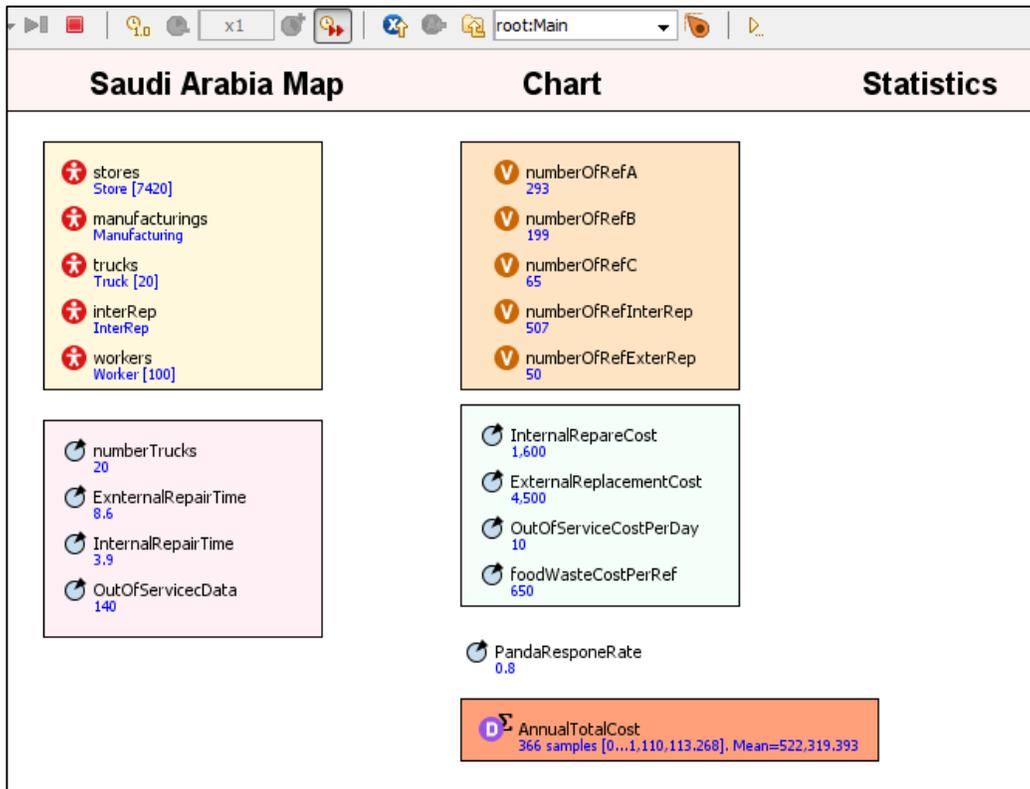 1.0
x1
root:Main
Saudi Arabia Map
Chart
Statistics
stores
Store [7420]
manufacturings
Manufacturing
trucks
Truck [20]
interRep
InterRep
workers
Worker [100]
numberOfRefA
293
numberOfRefB
199
numberOfRefC
65
numberOfRefInterRep
507
numberOfRefExterRep
50
numberTrucks
20
ExnternalRepairTime
8.6
InternalRepairTime
3.9
OutOfServicecData
140
InternalRepareCost
1,600
ExternalReplacementCost
4,500
OutOfServiceCostPerDay
10
foodWasteCostPerRef
650
PandaResponeRate
0.8
AnnualTotalCost
366 samples [0...1,110,113.268]. Mean=522,319.393